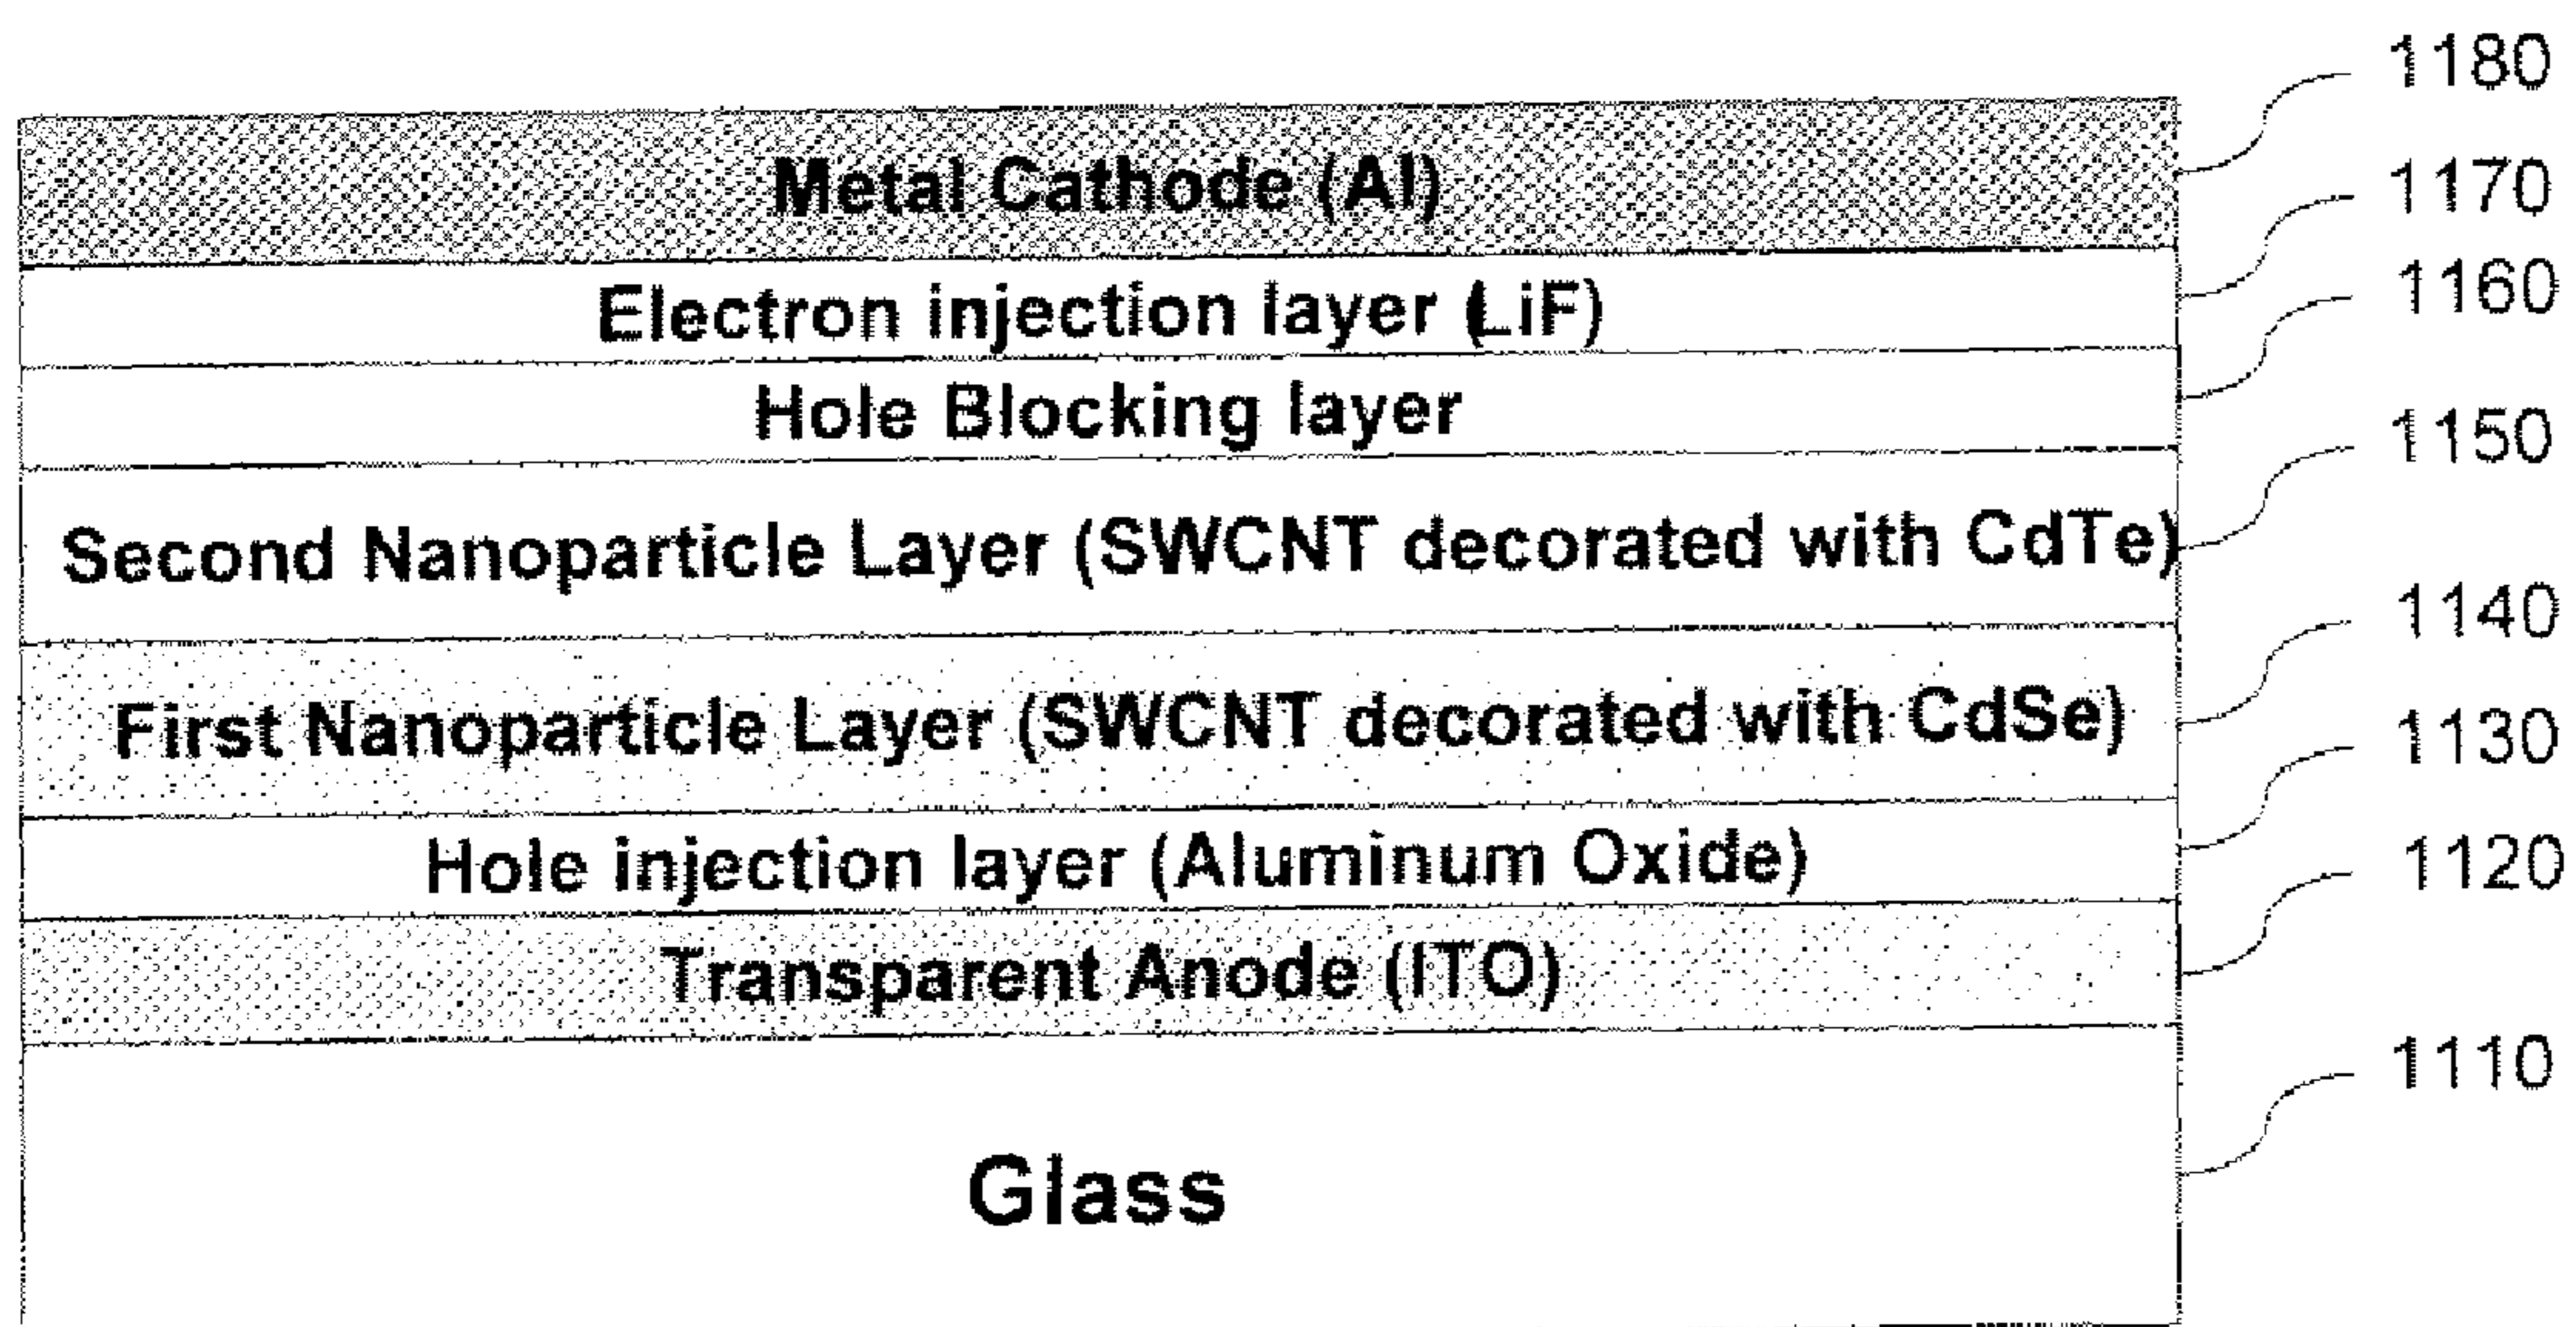 1180
Metal Cathode (Al)
1170
Electron injection layer (LiF)
1160
Hole Blocking layer
1150
Second Nanoparticle Layer (SWCNT decorated with CdTe)
1140
First Nanoparticle Layer (SWCNT decorated with CdSe)
1130
Hole injection layer (Aluminum Oxide)
1120
Transparent Anode (ITO)
1110
Glass